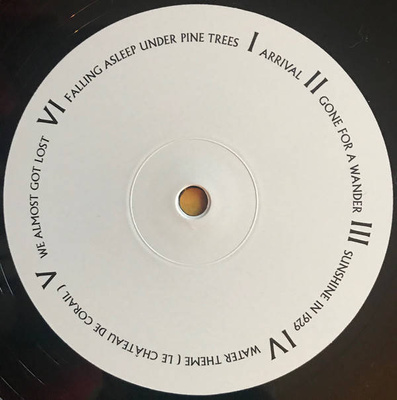 I ARRIVAL
II GONE FOR A WANDER
III SUNSHINE IN 1929
IV WATER THEME ( LE CHÂTEAU DE CORAIL )
V WE ALMOST GOT LOST
VI FALLING ASLEEP UNDER PINE TREES